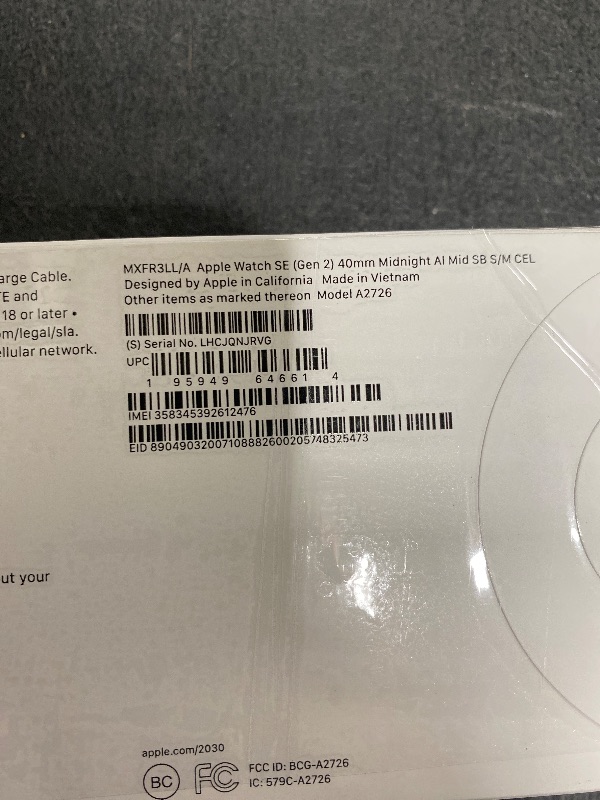 MXFR3LL/A Apple Watch SE (Gen 2) 40mm Midnight Al Mid SB S/M CEL
Designed by Apple in California Made in Vietnam
Other items as marked thereon Model A2726
(S) Serial No. LHCJQNJRVG
UPC
1 95949 64661 4
IMEI 358345392612476
EID 89049032007108882600205748325473
arge Cable.
TE and
18 or later •
m/legal/sla.
ellular network.
ut your
apple.com/2030
BC
FC
FCC ID: BCG-A2726
IC: 579C-A2726